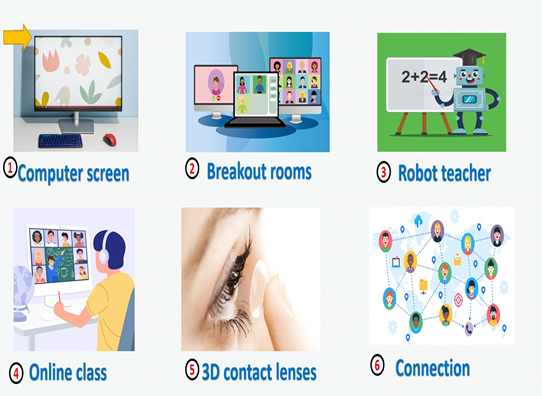 2+2=4
1 Computer screen
2 Breakout rooms
3 Robot teacher
4 Online class
5 3D contact lenses
6 Connection